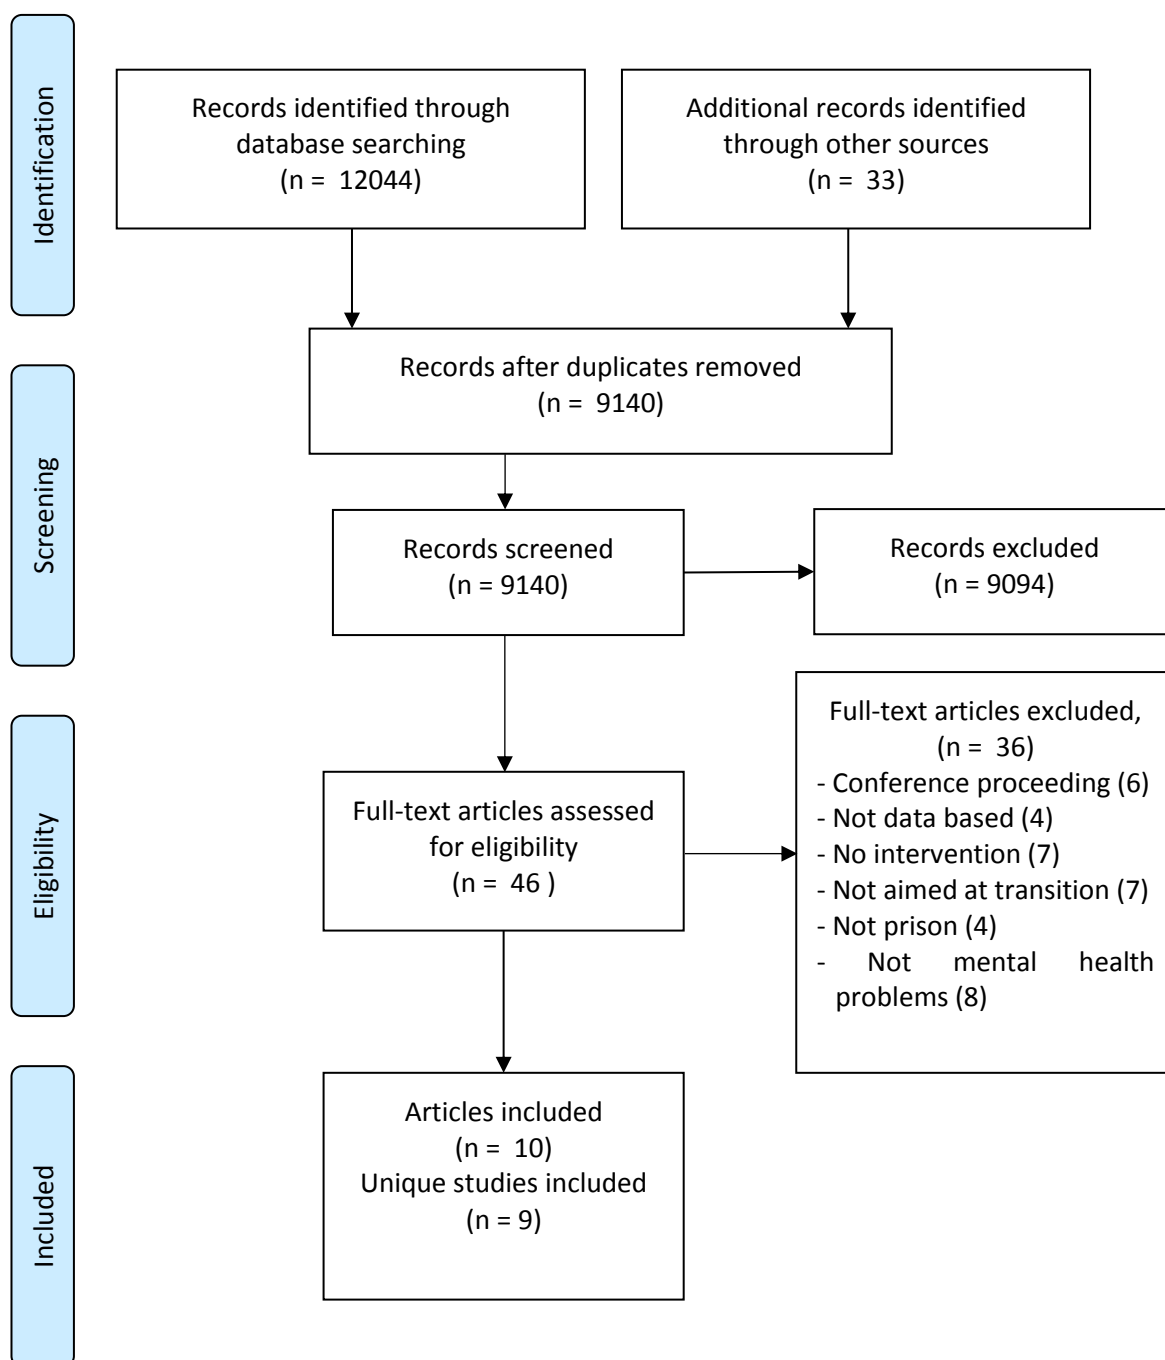 Identification
Records identified through
database searching
(n = 12044)
Additional records identified
through other sources
(n = 33)
Records after duplicates removed
(n = 9140)
Screening
Records screened
(n = 9140)
Records excluded
(n = 9094)
Eligibility
Full-text articles assessed
for eligibility
(n = 46 )
Full-text articles excluded,
(n = 36)
- Conference proceeding (6)
- Not data based (4)
- No intervention (7)
- Not aimed at transition (7)
- Not prison (4)
- Not mental health
problems (8)
Included
Articles included
(n = 10)
Unique studies included
(n = 9)